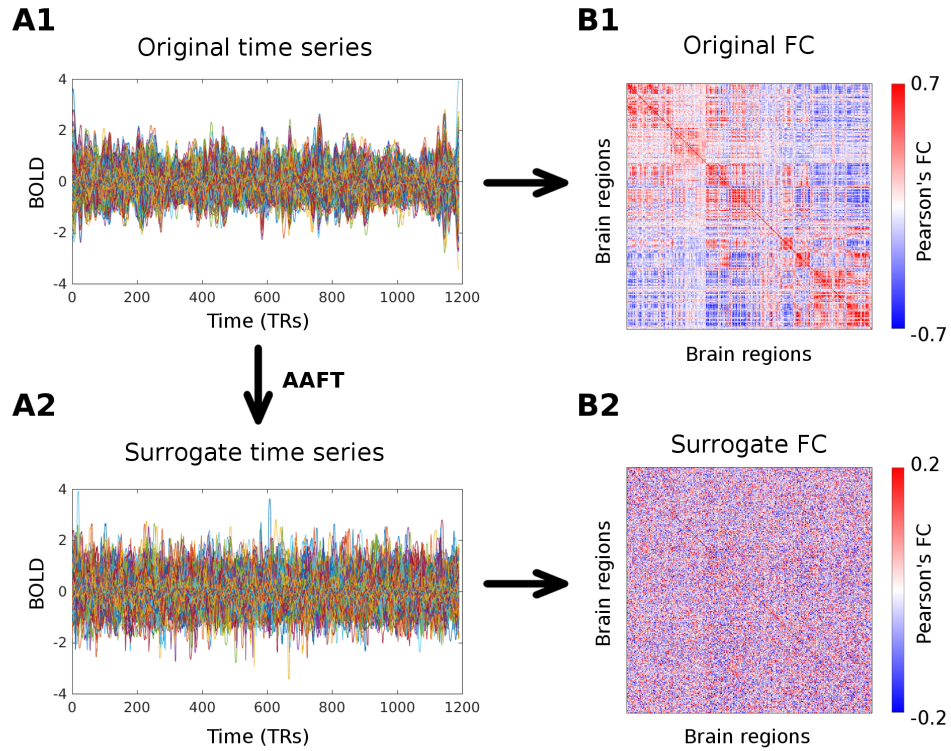 A1
Original time series
4
2
0
-2
-4
BOLD
0 200 400 600 800 1000 1200
Time (TRs)
B1
Original FC
Brain regions
Brain regions
0.7
Pearson's FC
-0.7
AAFT
A2
Surrogate time series
4
2
0
-2
-4
BOLD
0 200 400 600 800 1000 1200
Time (TRs)
B2
Surrogate FC
Brain regions
Brain regions
0.2
Pearson's FC
-0.2